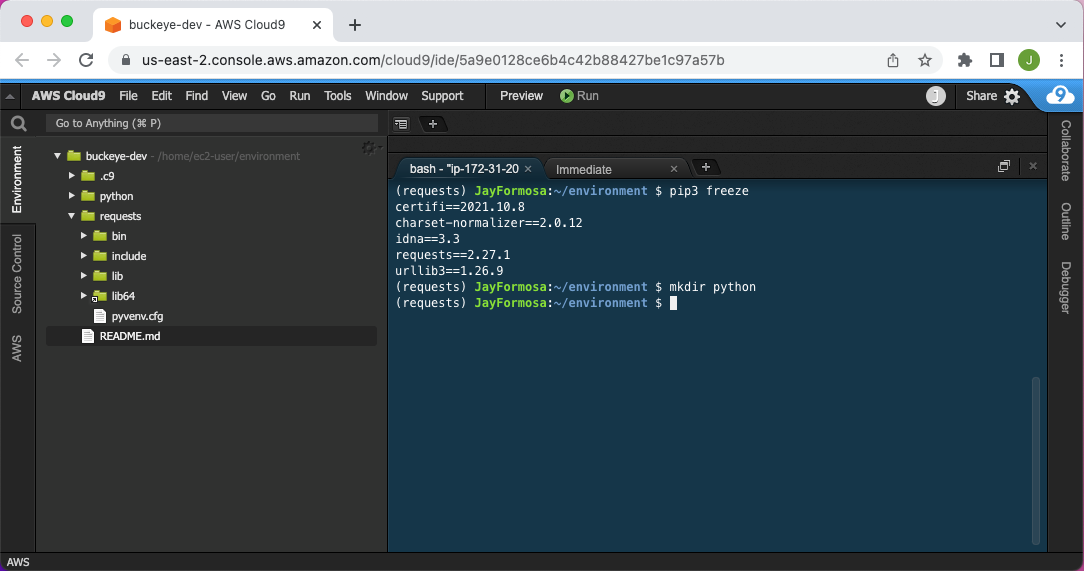 buckeye-dev - AWS Cloud9
us-east-2.console.aws.amazon.com/cloud9/ide/5a9e0128ce6b4c42b88427be1c97a57b
J
AWS Cloud9 File Edit Find View Go Run Tools Window Support Preview Run J Share 9
Go to Anything (⌘ P)
Environment
Source Control
AWS
buckeye-dev - /home/ec2-user/environment
.c9
python
requests
bin
include
lib
lib64
pyvenv.cfg
README.md
bash - "ip-172-31-20 Immediate
(requests) JayFormosa:~/environment $ pip3 freeze
certifi==2021.10.8
charset-normalizer==2.0.12
idna==3.3
requests==2.27.1
urllib3==1.26.9
(requests) JayFormosa:~/environment $ mkdir python
(requests) JayFormosa:~/environment $
Collaborate
Outline
Debugger
AWS